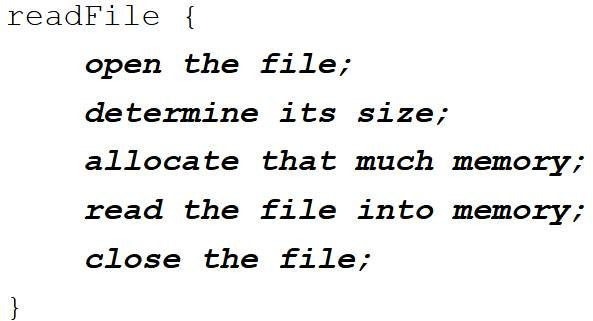 readFile {
open the file;
determine its size;
allocate that much memory;
read the file into memory;
close the file;
}